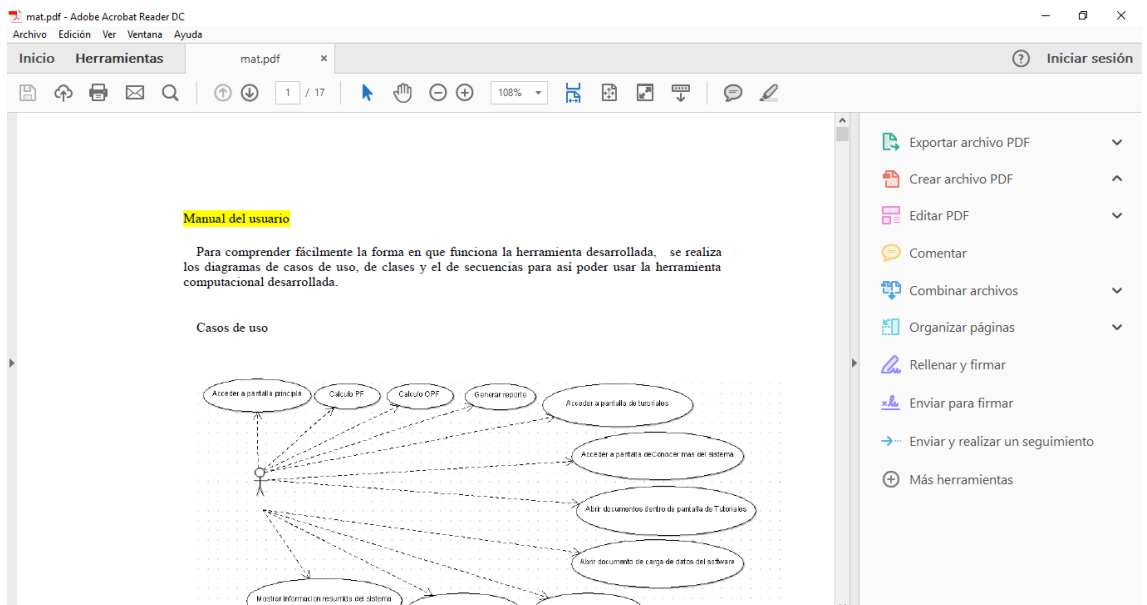 mat.pdf - Adobe Acrobat Reader DC
Archivo Edición Ver Ventana Ayuda
Inicio Herramientas mat.pdf × ? Iniciar sesión
1 / 17 108%
Manual del usuario
Para comprender fácilmente la forma en que funciona la herramienta desarrollada, se realiza
los diagramas de casos de uso, de clases y el de secuencias para así poder usar la herramienta
computacional desarrollada.
Casos de uso
Acceder a pantalla principla
Calculo PF
Calculo OPF
Generar reporte
Acceder a pantalla de turoriales
Acceder a pantalla deConocer mas del sistema
Abrir documentos dentro de pantalla de Tutoriales
Abrir documento de carga de datos del software
Mostrar Informacion resumida del sistema
Exportar archivo PDF
Crear archivo PDF
Editar PDF
Comentar
Combinar archivos
Organizar páginas
Rellenar y firmar
Enviar para firmar
Enviar y realizar un seguimiento
Más herramientas